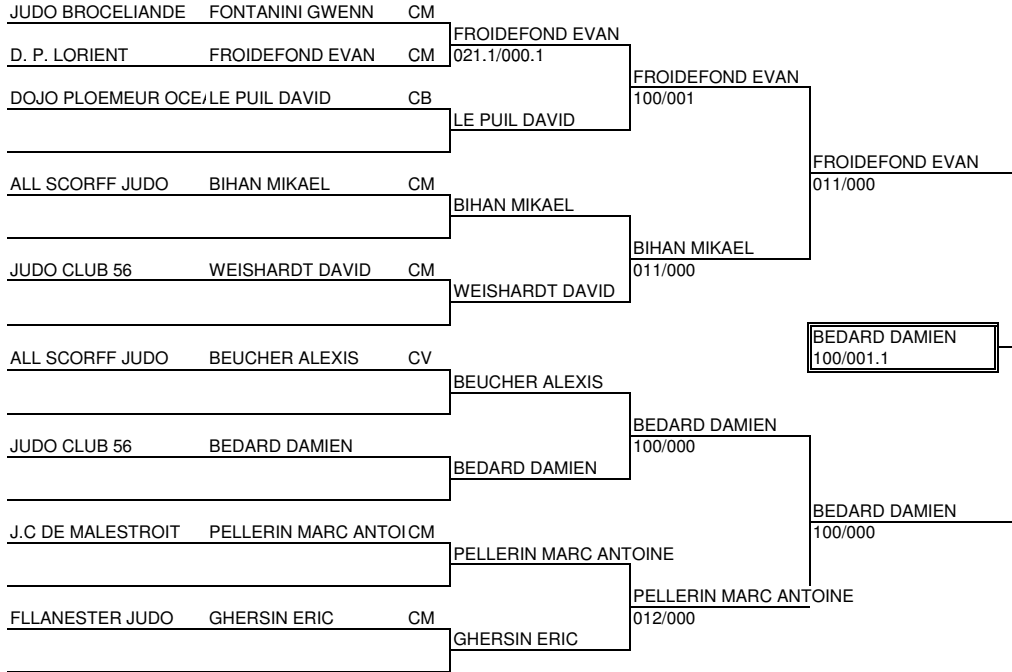 JUDO BROCELIANDE FONTANINI GWENN CM
FROIDEFOND EVAN
D. P. LORIENT FROIDEFOND EVAN CM 021.1/000.1
FROIDEFOND EVAN
DOJO PLOEMEUR OCE LE PUIL DAVID CB 100/001
LE PUIL DAVID
FROIDEFOND EVAN
ALL SCORFF JUDO BIHAN MIKAEL CM 011/000
BIHAN MIKAEL
BIHAN MIKAEL
JUDO CLUB 56 WEISHARDT DAVID CM 011/000
WEISHARDT DAVID
BEDARD DAMIEN
ALL SCORFF JUDO BEUCHER ALEXIS CV 100/001.1
BEUCHER ALEXIS
BEDARD DAMIEN
JUDO CLUB 56 BEDARD DAMIEN 100/000
BEDARD DAMIEN
BEDARD DAMIEN
J.C DE MALESTROIT PELLERIN MARC ANTOI CM 100/000
PELLERIN MARC ANTOINE
PELLERIN MARC ANTOINE
FLLANESTER JUDO GHERSIN ERIC CM 012/000
GHERSIN ERIC